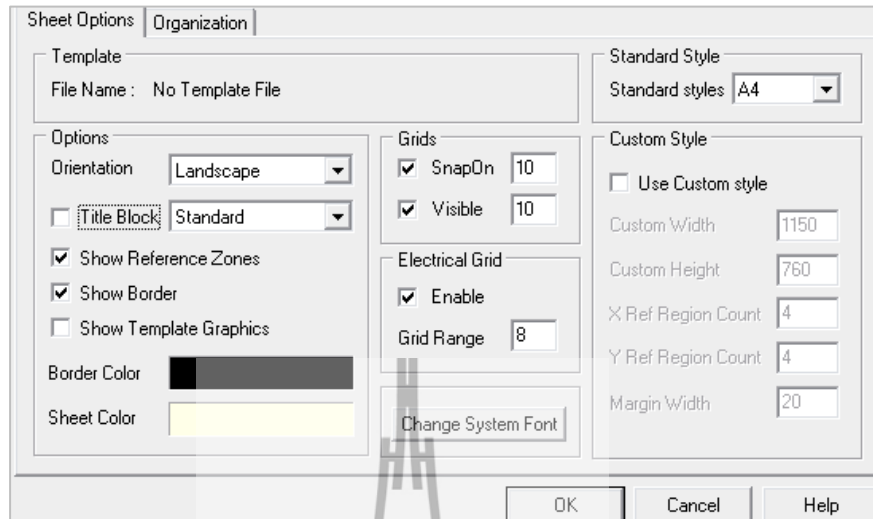 Sheet Options
Organization
Template
File Name : No Template File
Standard Style
Standard styles A4
Options
Orientation Landscape
Title Block Standard
Show Reference Zones
Show Border
Show Template Graphics
Border Color
Sheet Color
Grids
SnapOn 10
Visible 10
Electrical Grid
Enable
Grid Range 8
Change System Font
Custom Style
Use Custom style
Custom Width 1150
Custom Height 760
X Ref Region Count 4
Y Ref Region Count 4
Margin Width 20
OK
Cancel
Help